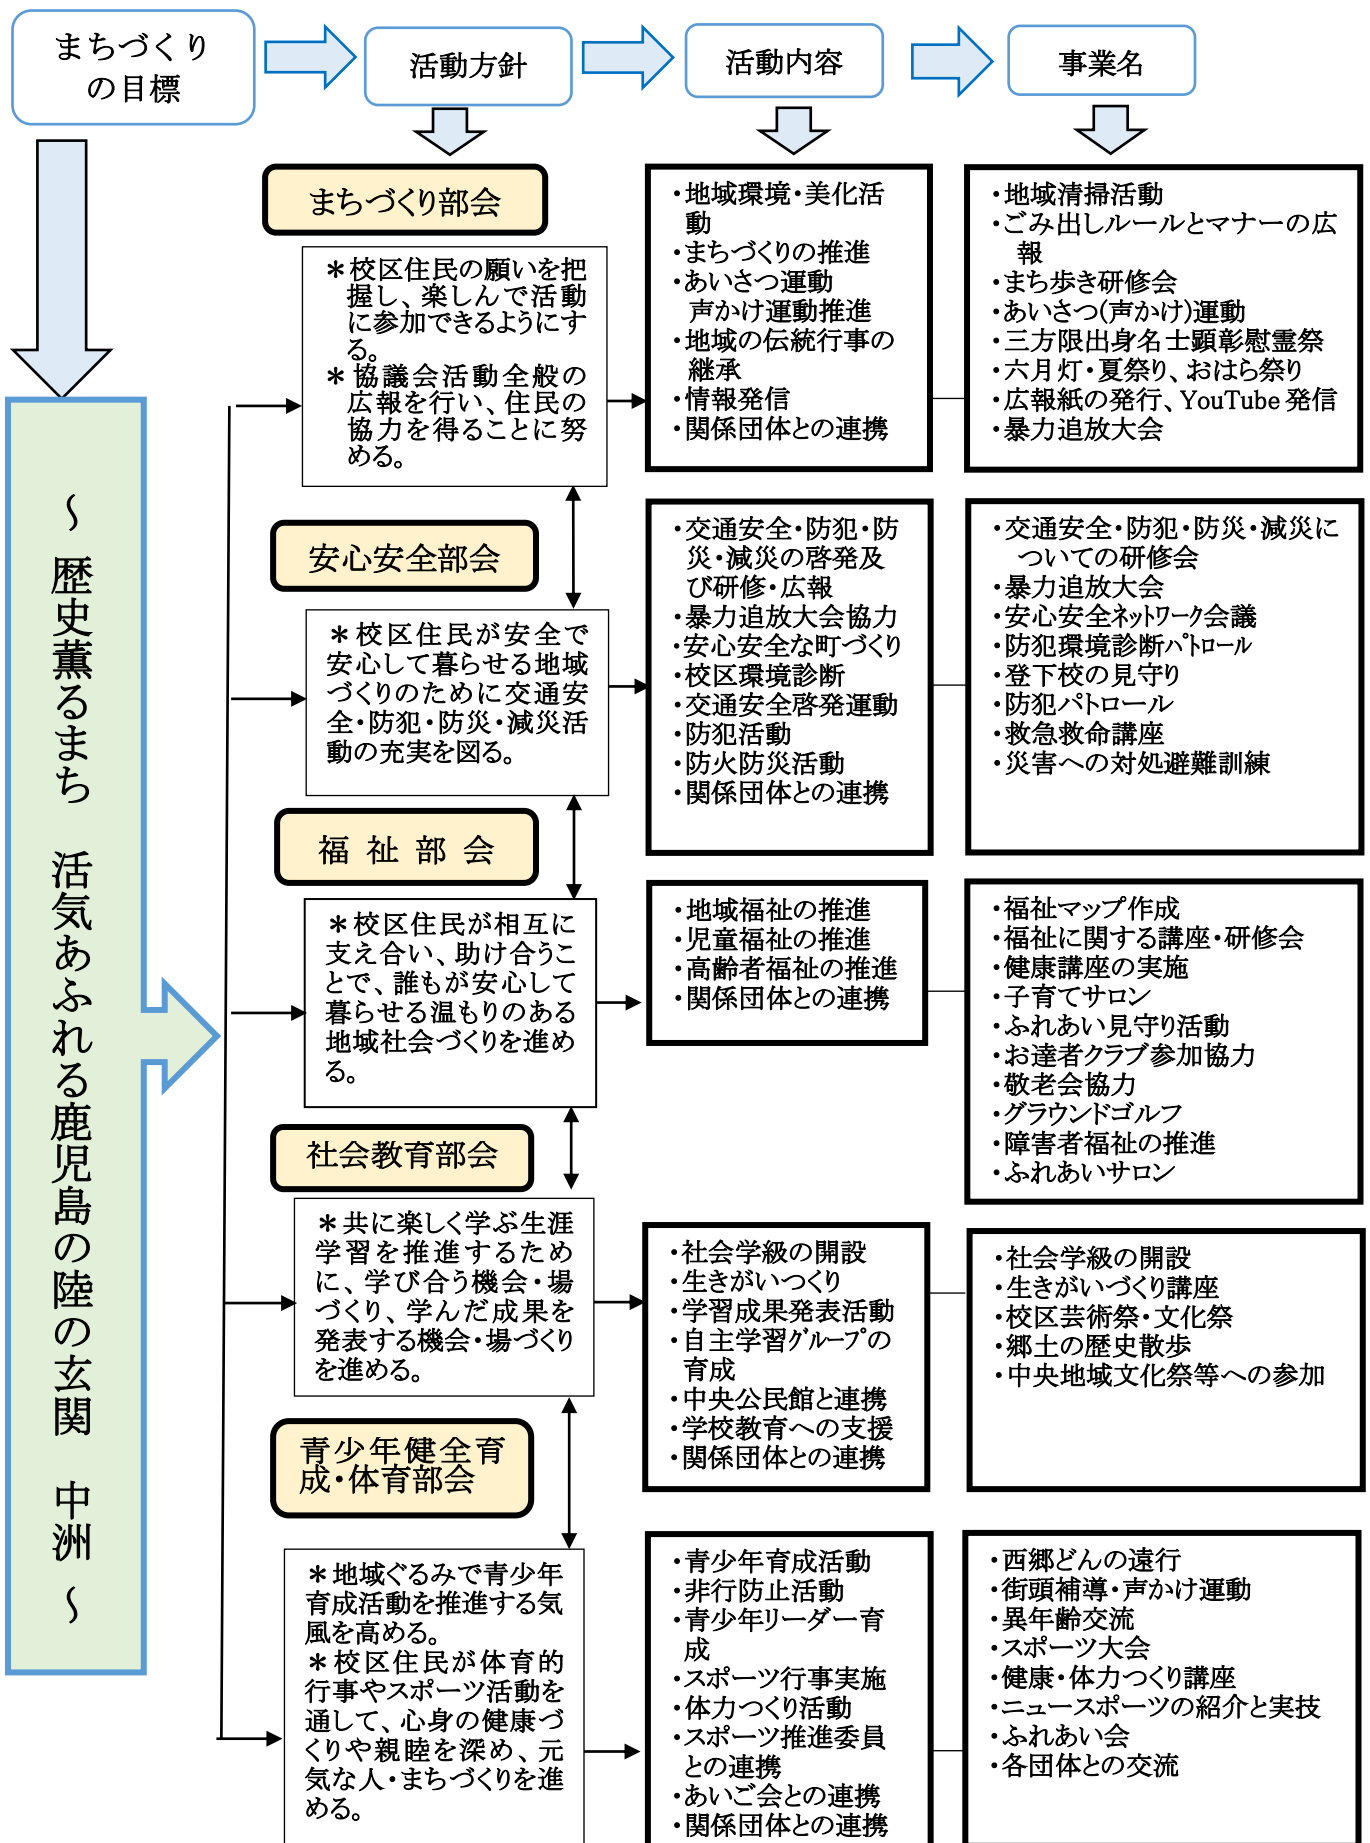 まちづくり
の目標
活動方針
活動内容
事業名
～ 歴史薫るまち 活気あふれる鹿児島の陸の玄関 中洲 ～
まちづくり部会
＊校区住民の願いを把
握し、楽しんで活動
に参加できるようにす
る。
＊協議会活動全般の
広報を行い、住民の
協力を得ることに努
める。
・地域環境・美化活
動
・まちづくりの推進
・あいさつ運動
声かけ運動推進
・地域の伝統行事の
継承
・情報発信
・関係団体との連携
・地域清掃活動
・ごみ出しルールとマナーの広
報
・まち歩き研修会
・あいさつ(声かけ)運動
・三方限出身名士顕彰慰霊祭
・六月灯・夏祭り、おはら祭り
・広報紙の発行、YouTube 発信
・暴力追放大会
安心安全部会
＊校区住民が安全で
安心して暮らせる地域
づくりのために交通安
全・防犯・防災・減災活
動の充実を図る。
・交通安全・防犯・防
災・減災の啓発及
び研修・広報
・暴力追放大会協力
・安心安全な町づくり
・校区環境診断
・交通安全啓発運動
・防犯活動
・防火防災活動
・関係団体との連携
・交通安全・防犯・防災・減災に
ついての研修会
・暴力追放大会
・安心安全ﾈｯﾄﾜｰｸ会議
・防犯環境診断ﾊﾟﾄﾛｰﾙ
・登下校の見守り
・防犯パトロール
・救急救命講座
・災害への対処避難訓練
福 祉 部 会
＊校区住民が相互に
支え合い、助け合うこ
とで、誰もが安心して
暮らせる温もりのある
地域社会づくりを進め
る。
・地域福祉の推進
・児童福祉の推進
・高齢者福祉の推進
・関係団体との連携
・福祉マップ作成
・福祉に関する講座・研修会
・健康講座の実施
・子育てサロン
・ふれあい見守り活動
・お達者クラブ参加協力
・敬老会協力
・グラウンドゴルフ
・障害者福祉の推進
・ふれあいサロン
社会教育部会
＊共に楽しく学ぶ生涯
学習を推進するため
に、学び合う機会・場
づくり、学んだ成果を
発表する機会・場づくり
を進める。
・社会学級の開設
・生きがいつくり
・学習成果発表活動
・自主学習ｸﾞﾙｰﾌﾟの
育成
・中央公民館と連携
・学校教育への支援
・関係団体との連携
・社会学級の開設
・生きがいづくり講座
・校区芸術祭・文化祭
・郷土の歴史散歩
・中央地域文化祭等への参加
青少年健全育
成・体育部会
＊地域ぐるみで青少年
育成活動を推進する気
風を高める。
＊校区住民が体育的
行事やスポーツ活動を
通して、心身の健康づ
くりや親睦を深め、元
気な人・まちづくりを進
める。
・青少年育成活動
・非行防止活動
・青少年リーダー育
成
・スポーツ行事実施
・体力つくり活動
・スポーツ推進委員
との連携
・あいご会との連携
・関係団体との連携
・西郷どんの遠行
・街頭補導・声かけ運動
・異年齢交流
・スポーツ大会
・健康・体力つくり講座
・ニュースポーツの紹介と実技
・ふれあい会
・各団体との交流